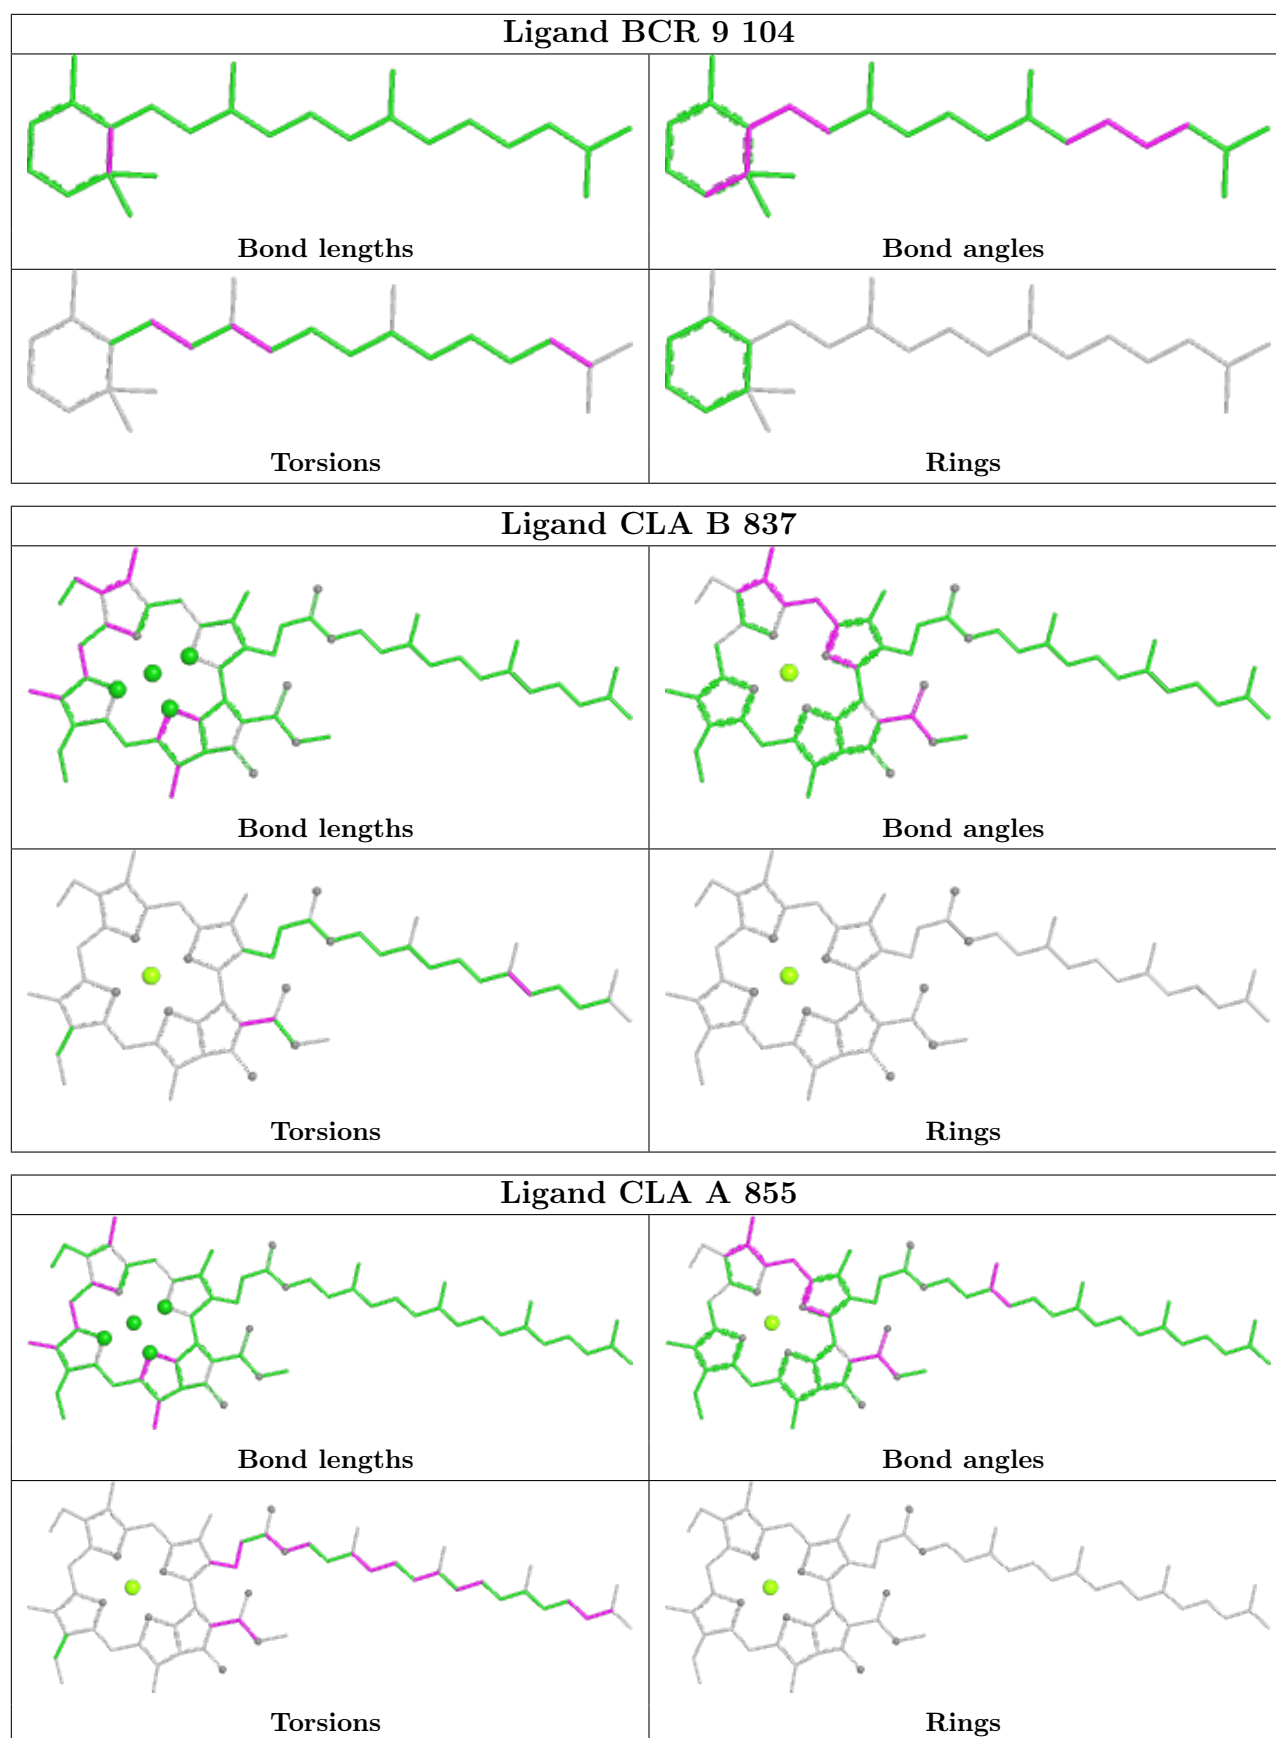 Ligand BCR 9 104
Bond lengths
Bond angles
Torsions
Rings
Ligand CLA B 837
Bond lengths
Bond angles
Torsions
Rings
Ligand CLA A 855
Bond lengths
Bond angles
Torsions
Rings